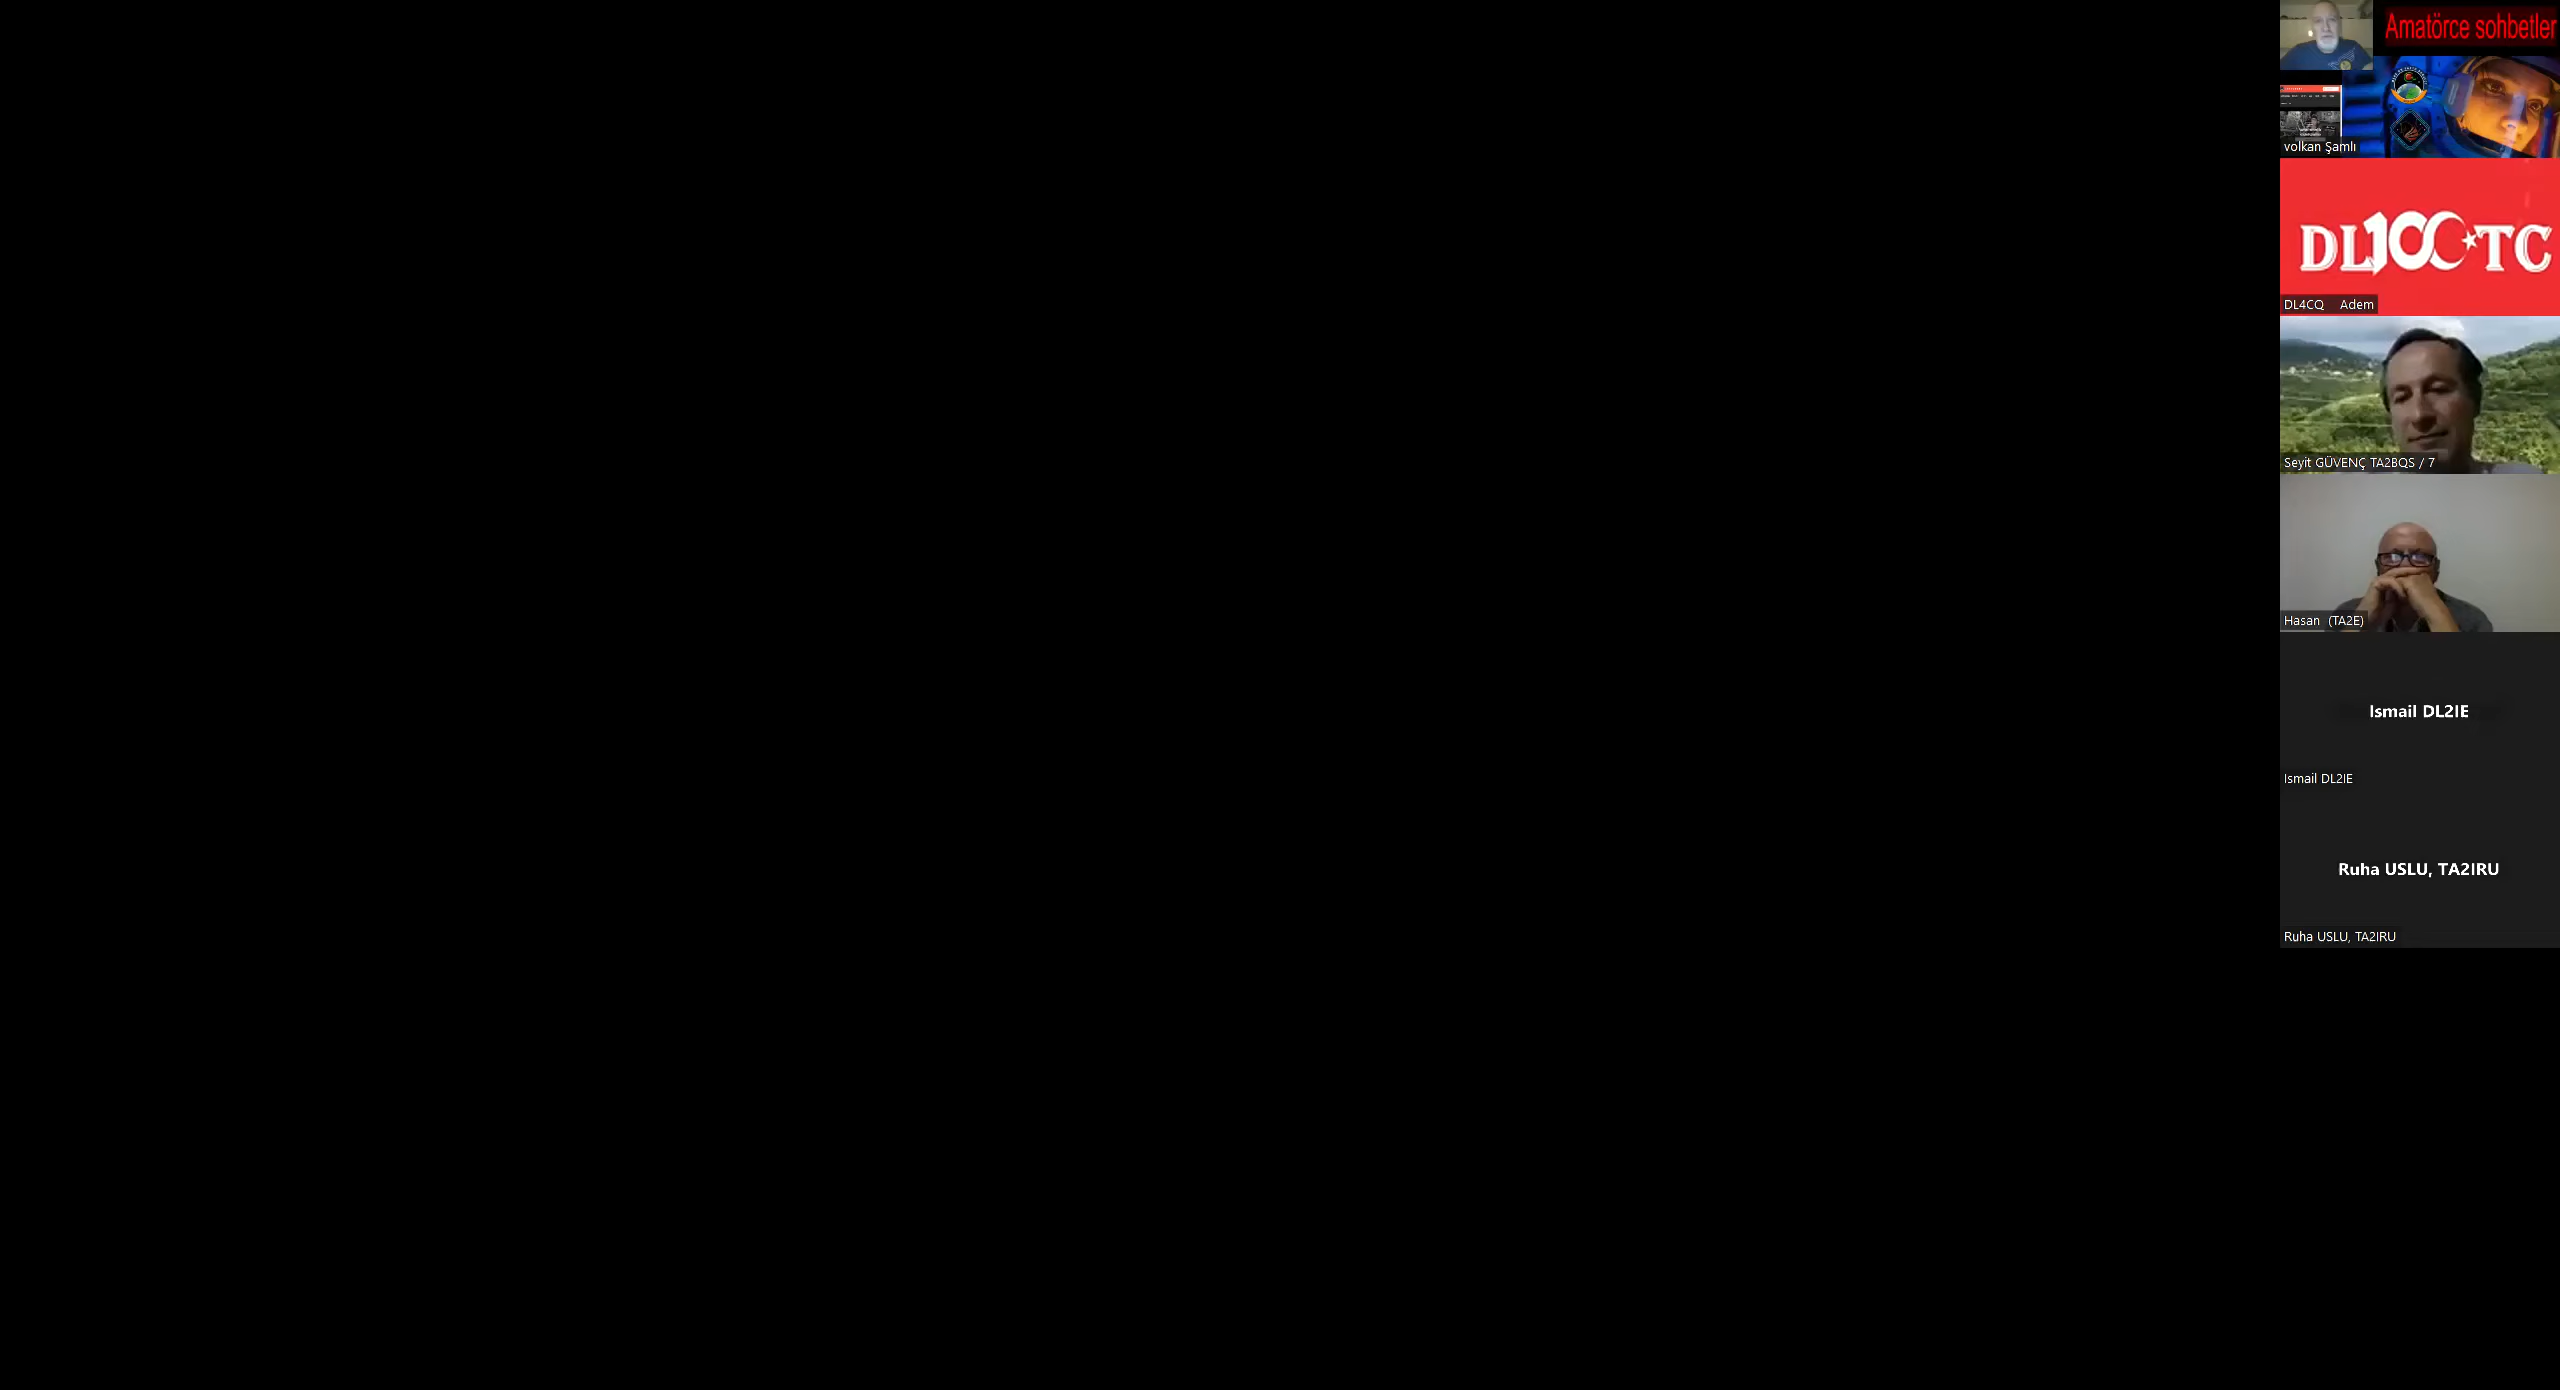 Amatörce sohbetler
volkan Şamlı
DL100TC
DL4CQ Adem
Seyit GÜVENÇ TA2BQS / 7
Hasan (TA2E)
Ismail DL2IE
Ismail DL2IE
Ruha USLU, TA2IRU
Ruha USLU, TA2IRU